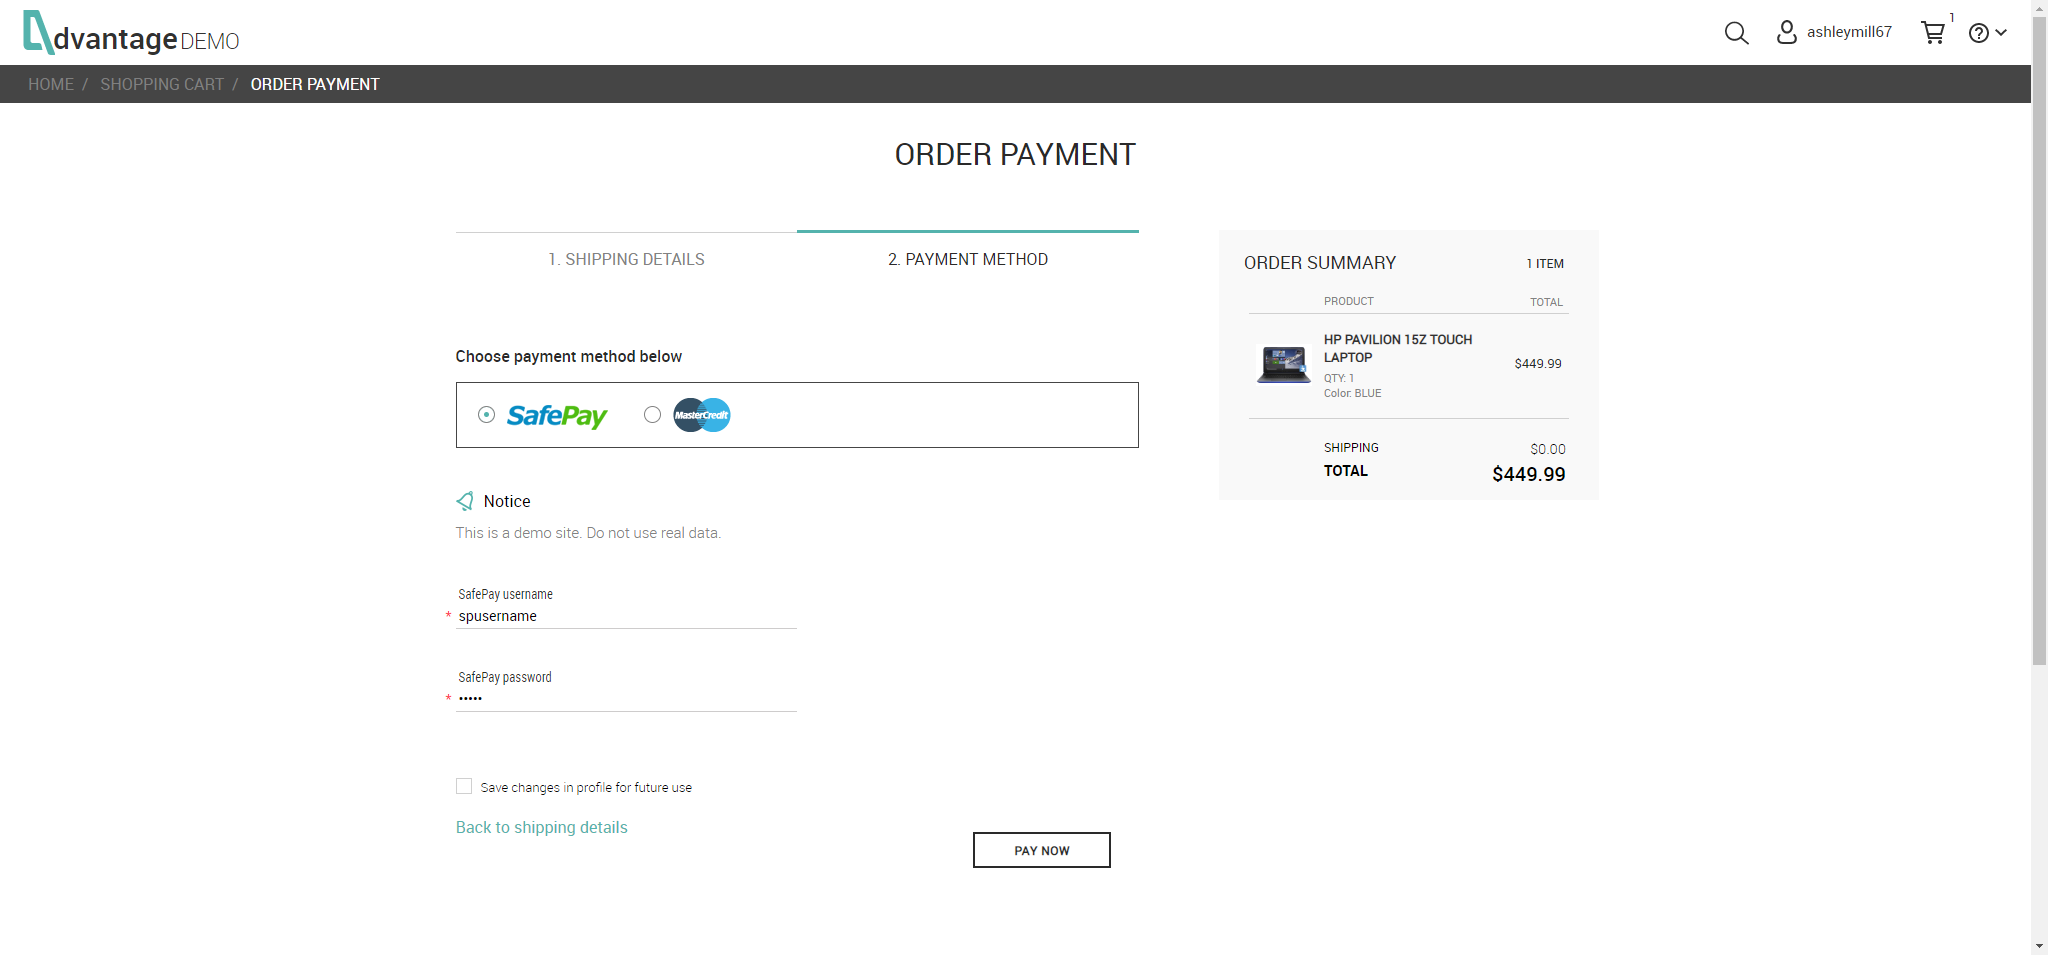 dvantage DEMO
ashleymill67
1
?
HOME / SHOPPING CART / ORDER PAYMENT
ORDER PAYMENT
1. SHIPPING DETAILS
2. PAYMENT METHOD
Choose payment method below
SafePay
MasterCredit
Notice
This is a demo site. Do not use real data.
SafePay username
* spusername
SafePay password
* •••••
Save changes in profile for future use
Back to shipping details
PAY NOW
ORDER SUMMARY 1 ITEM
PRODUCT TOTAL
HP PAVILION 15Z TOUCH
LAPTOP
$449.99
QTY: 1
Color: BLUE
SHIPPING $0.00
TOTAL $449.99